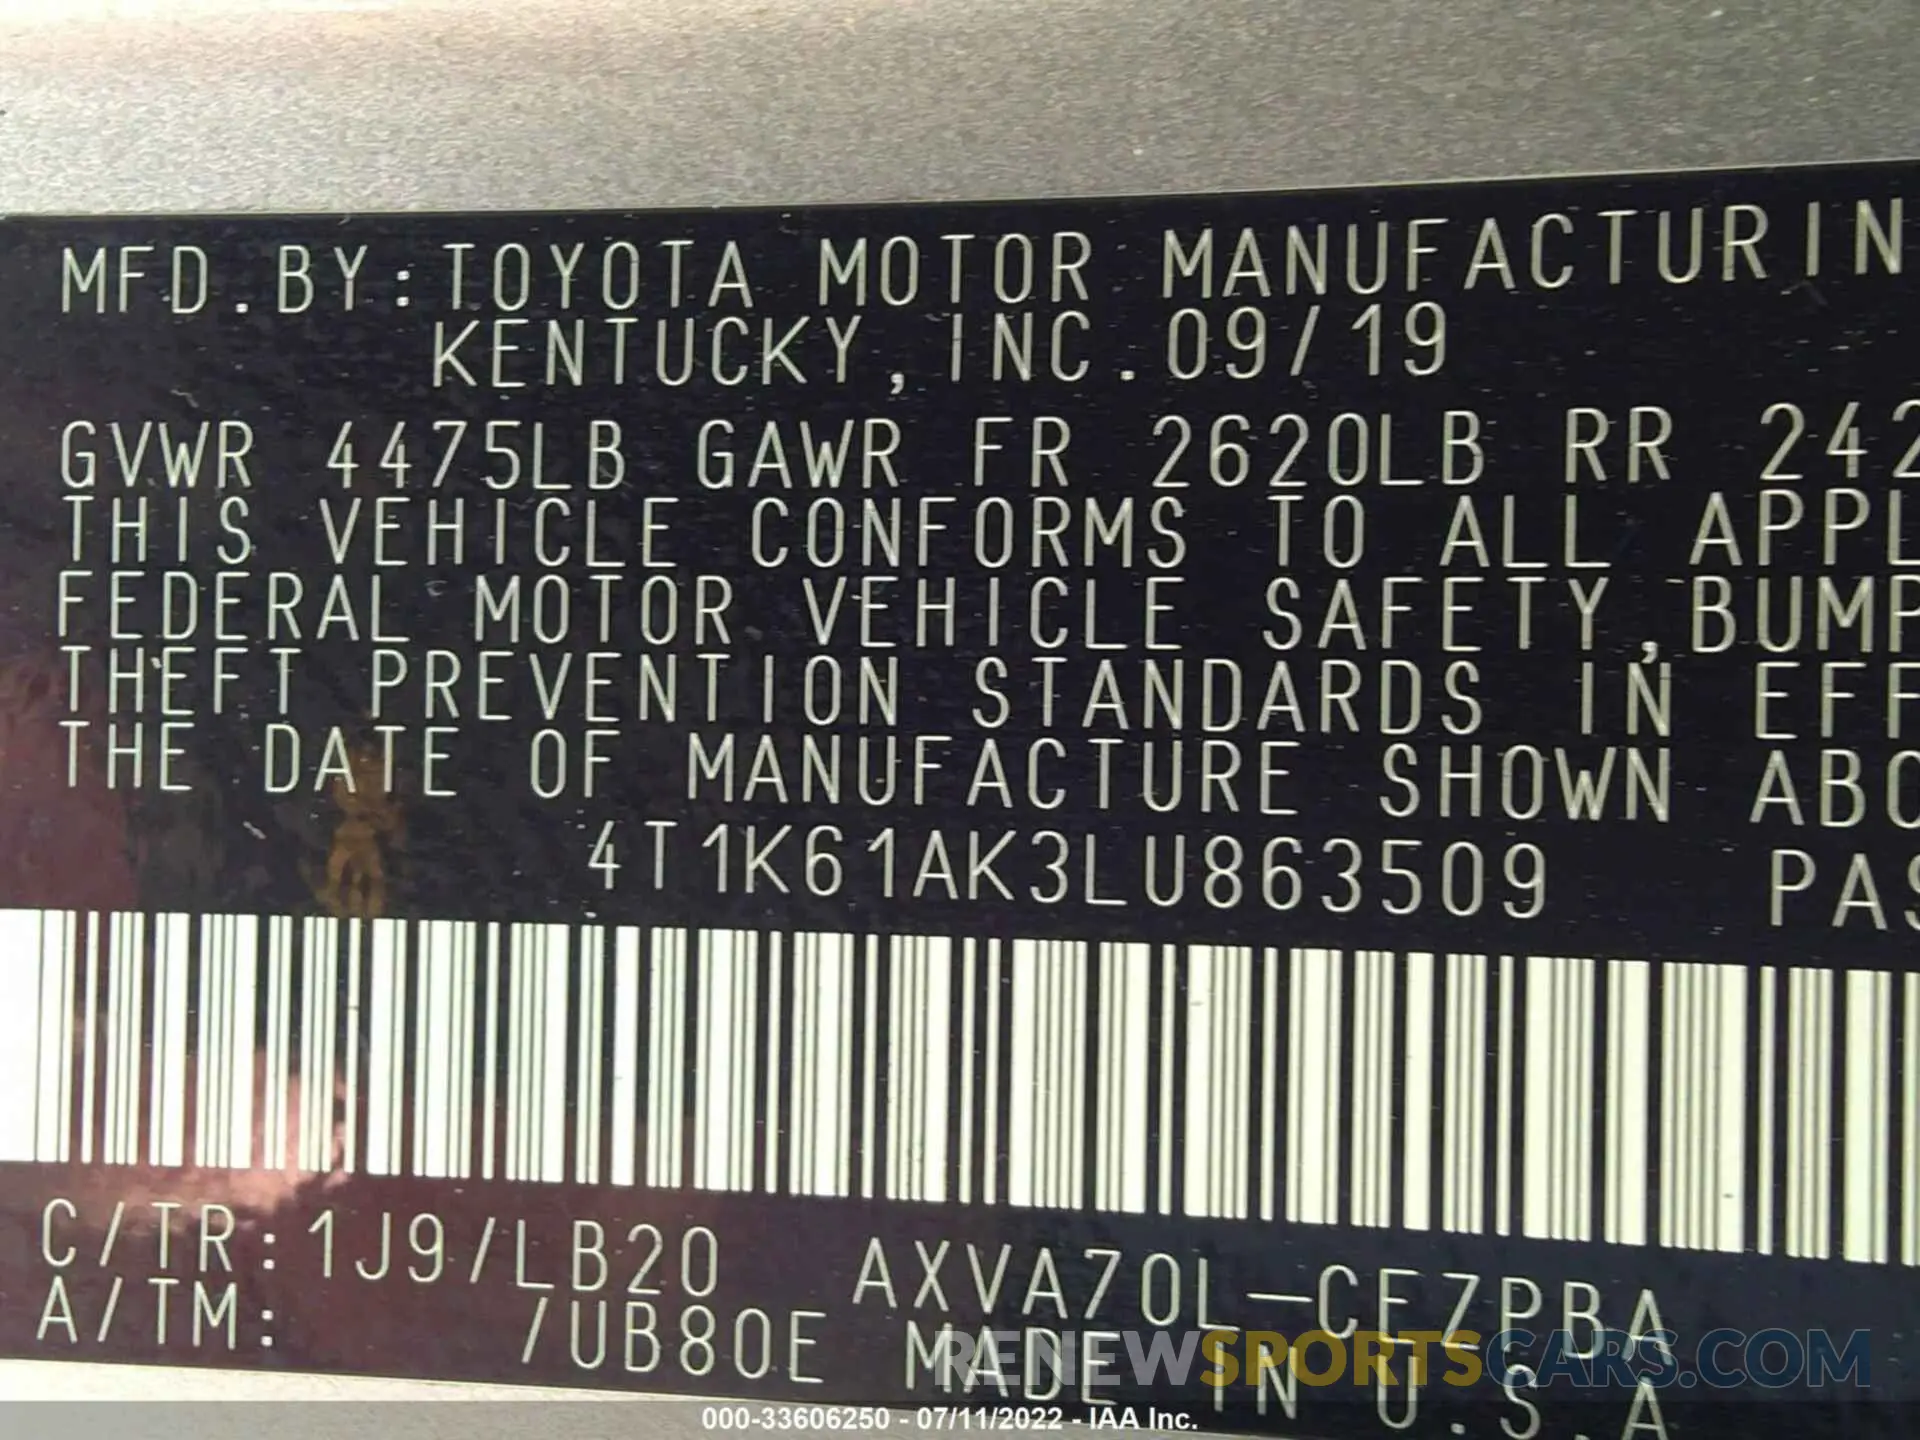 MFD.BY:TOYOTA MOTOR MANUFACTURIN
KENTUCKY,INC.09/19
GVWR 4475LB GAWR FR 2620LB RR 242
THIS VEHICLE CONFORMS TO ALL APPL
FEDERAL MOTOR VEHICLE SAFETY,BUMP
THEFT PREVENTION STANDARDS IN EFF
THE DATE OF MANUFACTURE SHOWN ABO
4T1K61AK3LU863509 PAS
C/TR:1J9/LB20 AXVA70L-CEZPBA
A/TM: /UB80E MADE IN U.S.A
RENEWSPORTSCARS.COM
000-33606250 - 07/11/2022 - IAA Inc.